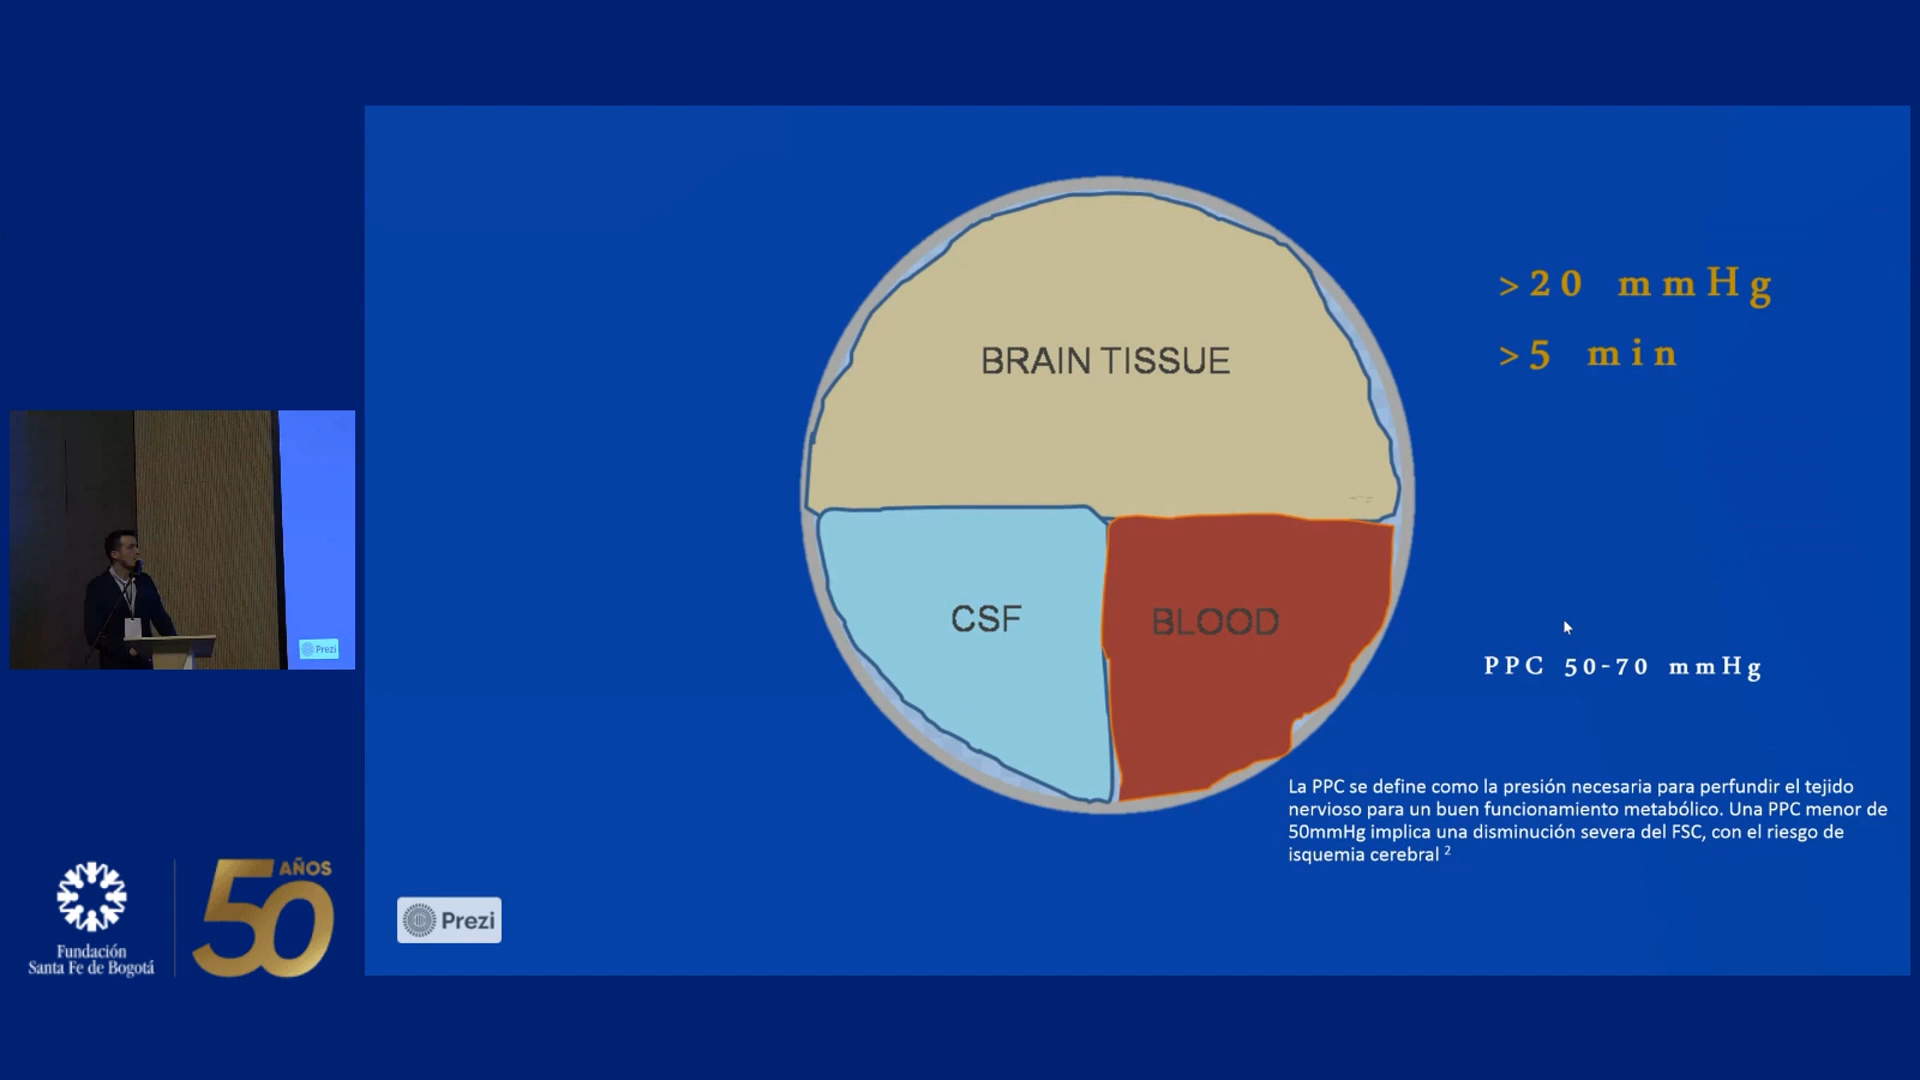 >20 mmHg
>5 min
BRAIN TISSUE
CSF
BLOOD
PPC 50-70 mmHg
La PPC se define como la presión necesaria para perfundir el tejido
nervioso para un buen funcionamiento metabólico. Una PPC menor de
50mmHg implica una disminución severa del FSC, con el riesgo de
isquemia cerebral 2
Prezi
Prezi
AÑOS
50
Fundación
Santa Fe de Bogotá